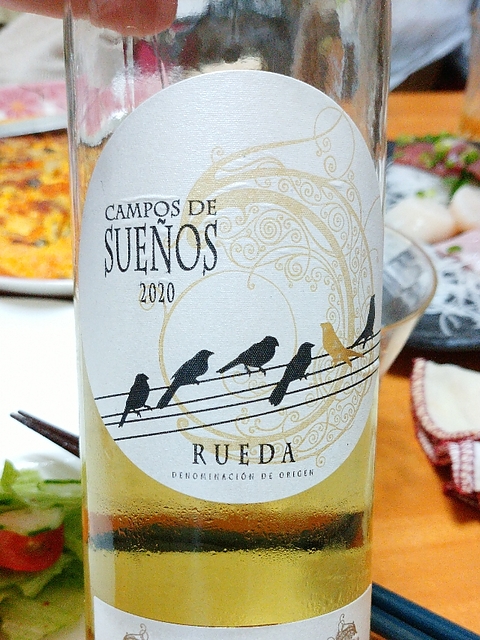 CAMPOS DE
SUEÑOS
2020
RUEDA
DENOMINACIÓN DE ORIGEN